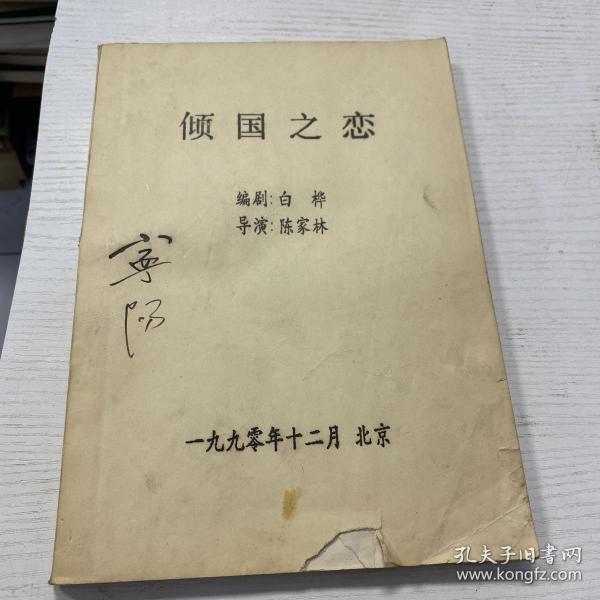 倾国之恋
编剧:白 桦
导演:陈家林
一九九零年十二月 北京
孔夫子旧书网
www.kongfz.com